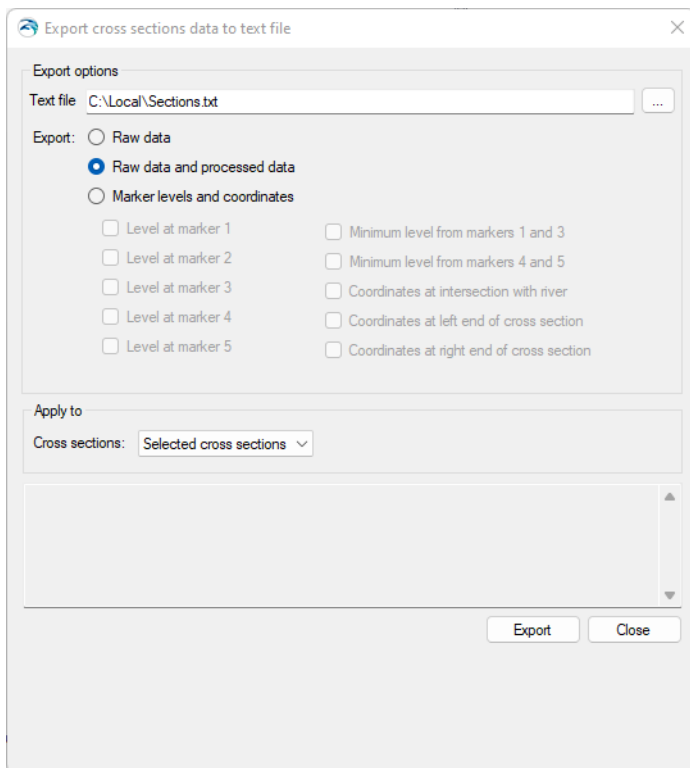 Export cross sections data to text file
Export options
Text file C:\Local\Sections.txt ...
Export: Raw data
Raw data and processed data
Marker levels and coordinates
Level at marker 1
Level at marker 2
Level at marker 3
Level at marker 4
Level at marker 5
Minimum level from markers 1 and 3
Minimum level from markers 4 and 5
Coordinates at intersection with river
Coordinates at left end of cross section
Coordinates at right end of cross section
Apply to
Cross sections: Selected cross sections
Export Close